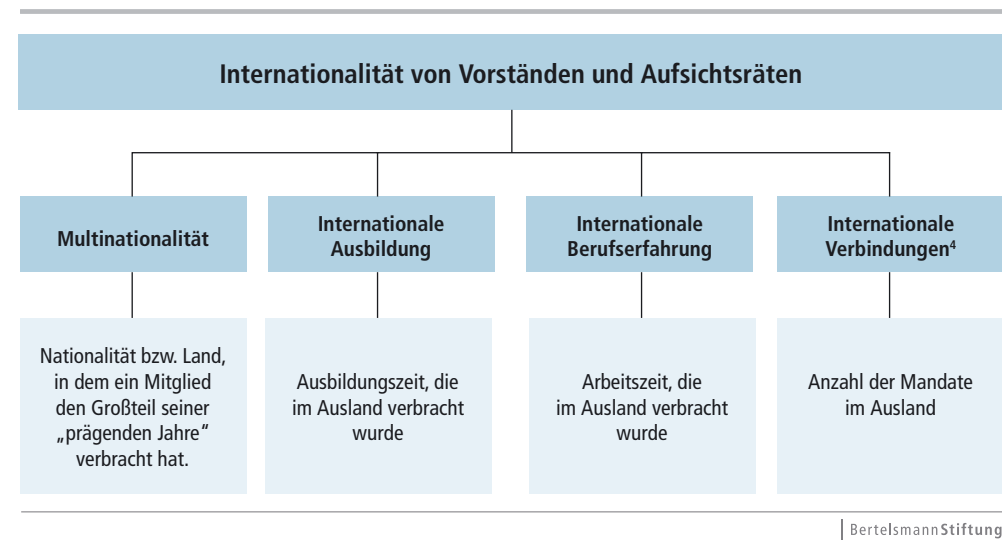 Internationalität von Vorständen und Aufsichtsräten
Multinationalität
Internationale
Ausbildung
Internationale
Berufserfahrung
Internationale
Verbindungen⁴
Nationalität bzw. Land,
in dem ein Mitglied
den Großteil seiner
„prägenden Jahre“
verbracht hat.
Ausbildungszeit, die
im Ausland verbracht
wurde
Arbeitszeit, die
im Ausland verbracht
wurde
Anzahl der Mandate
im Ausland
BertelsmannStiftung